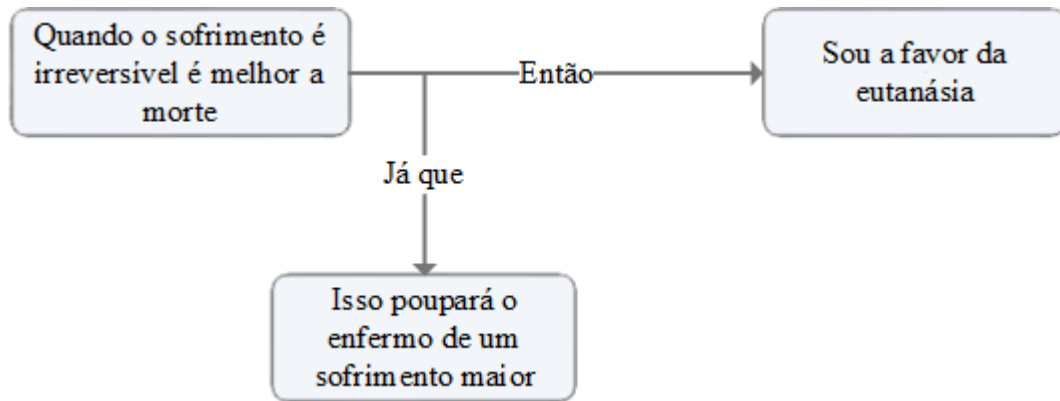 Quando o sofrimento é
irreversível é melhor a
morte
Então
Sou a favor da
eutanásia
Já que
Isso poupará o
enfermo de um
sofrimento maior